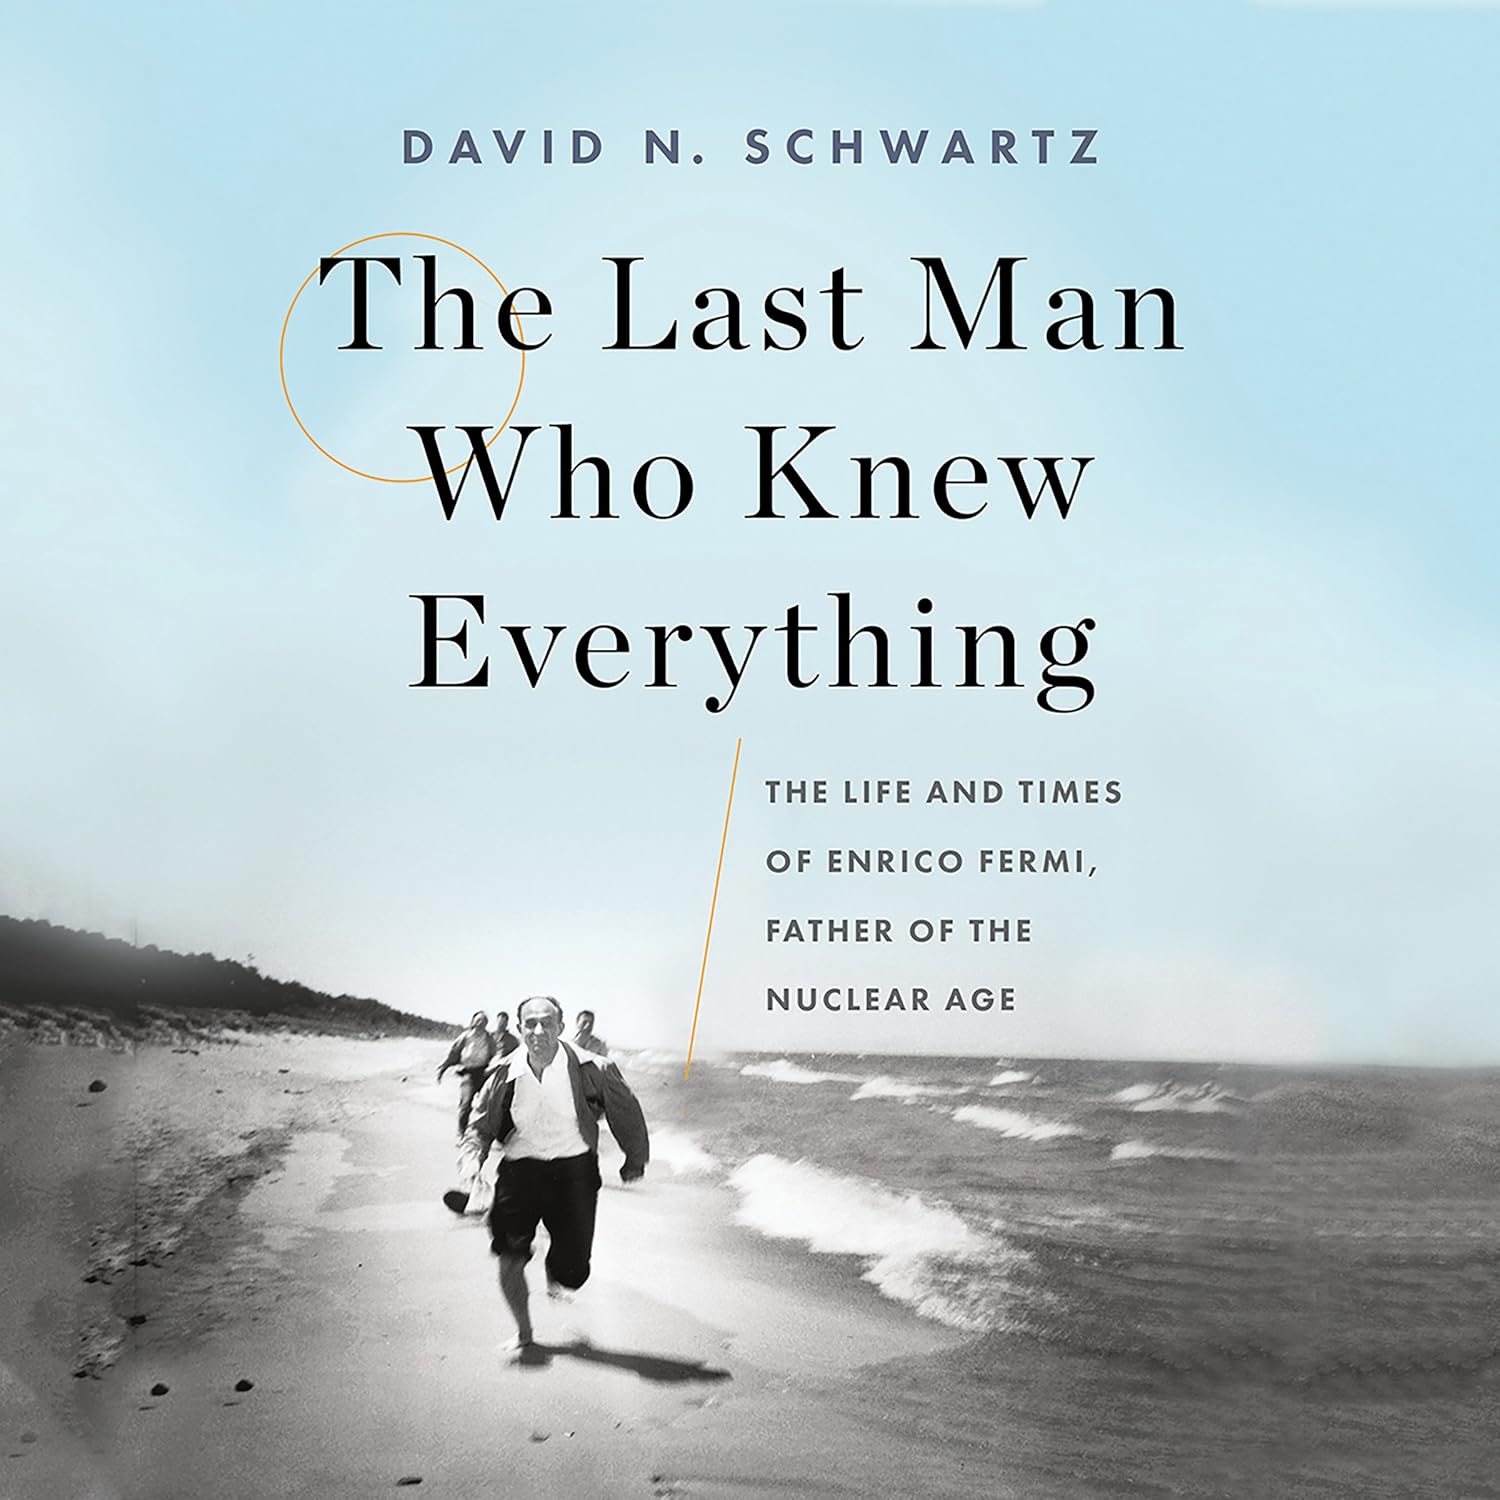 DAVID N. SCHWARTZ
The Last Man
Who Knew
Everything
THE LIFE AND TIMES
OF ENRICO FERMI,
FATHER OF THE
NUCLEAR AGE